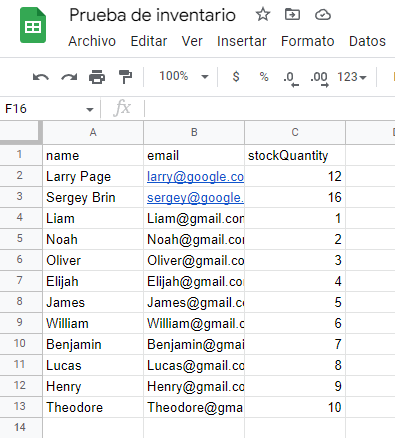 Prueba de inventario
Archivo Editar Ver Insertar Formato Datos
100% $ % .0 .00 123
F16 fx
A B C
1 name email stockQuantity
2 Larry Page larry@google.co 12
3 Sergey Brin sergey@google. 16
4 Liam Liam@gmail.con 1
5 Noah Noah@gmail.co 2
6 Oliver Oliver@gmail.co 3
7 Elijah Elijah@gmail.co 4
8 James James@gmail.c 5
9 William William@gmail.c 6
10 Benjamin Benjamin@gmai 7
11 Lucas Lucas@gmail.co 8
12 Henry Henry@gmail.co 9
13 Theodore Theodore@gma 10
14